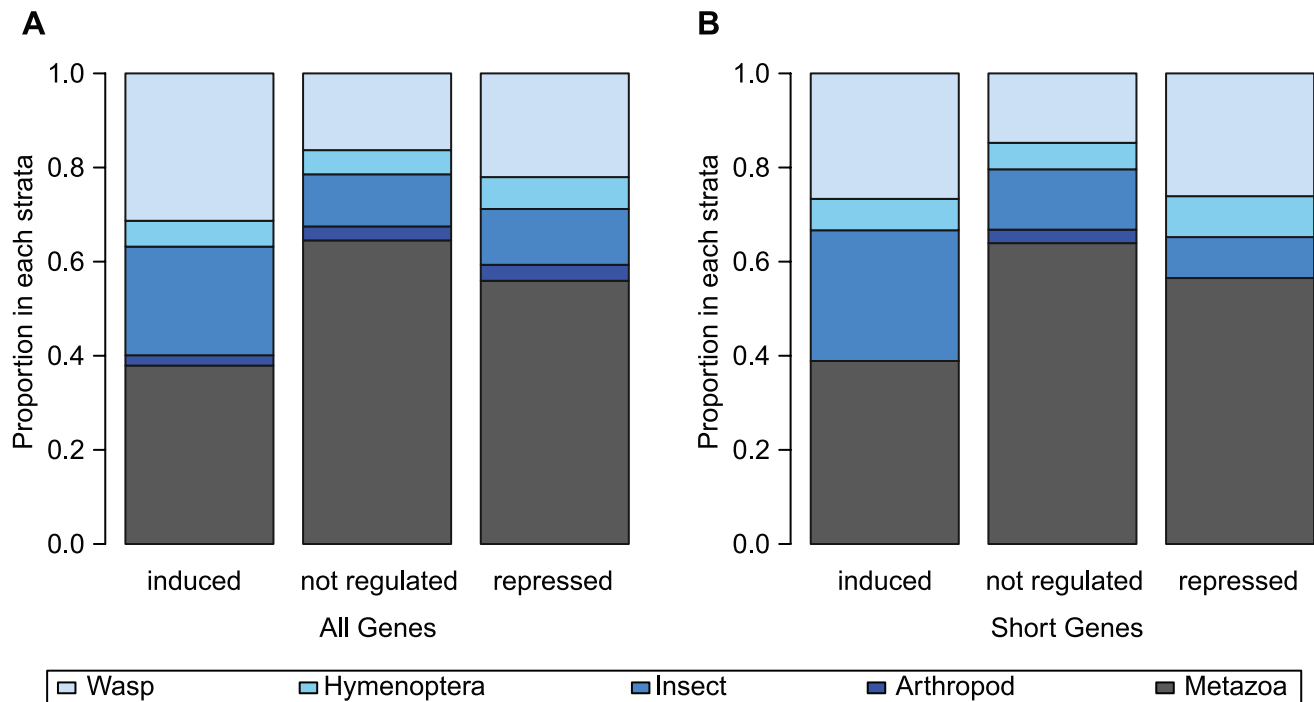 A
Proportion in each strata
1.0
0.8
0.6
0.4
0.2
0.0
induced not regulated repressed
All Genes
B
Proportion in each strata
1.0
0.8
0.6
0.4
0.2
0.0
induced not regulated repressed
Short Genes
Wasp Hymenoptera Insect Arthropod Metazoa